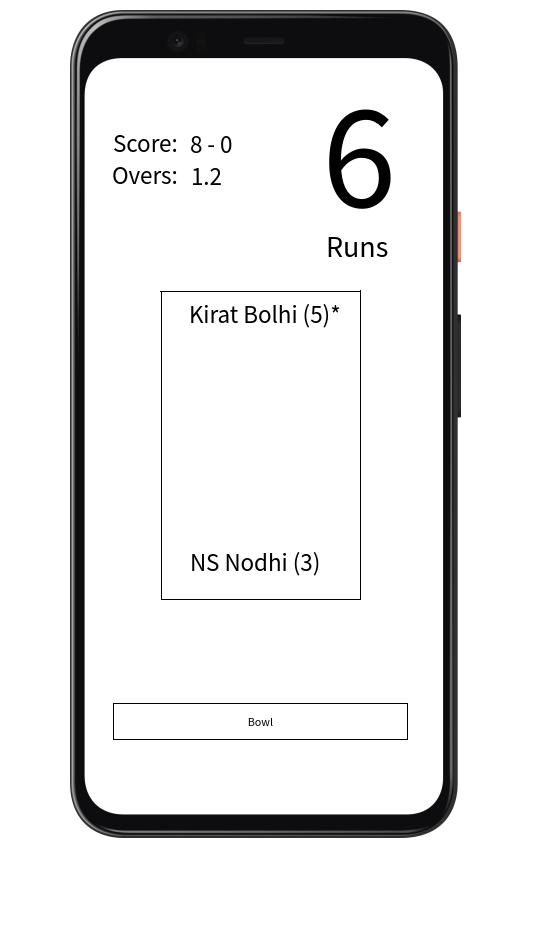 Score: 8 - 0
Overs: 1.2
6
Runs
Kirat Bolhi (5)*
NS Nodhi (3)
Bowl